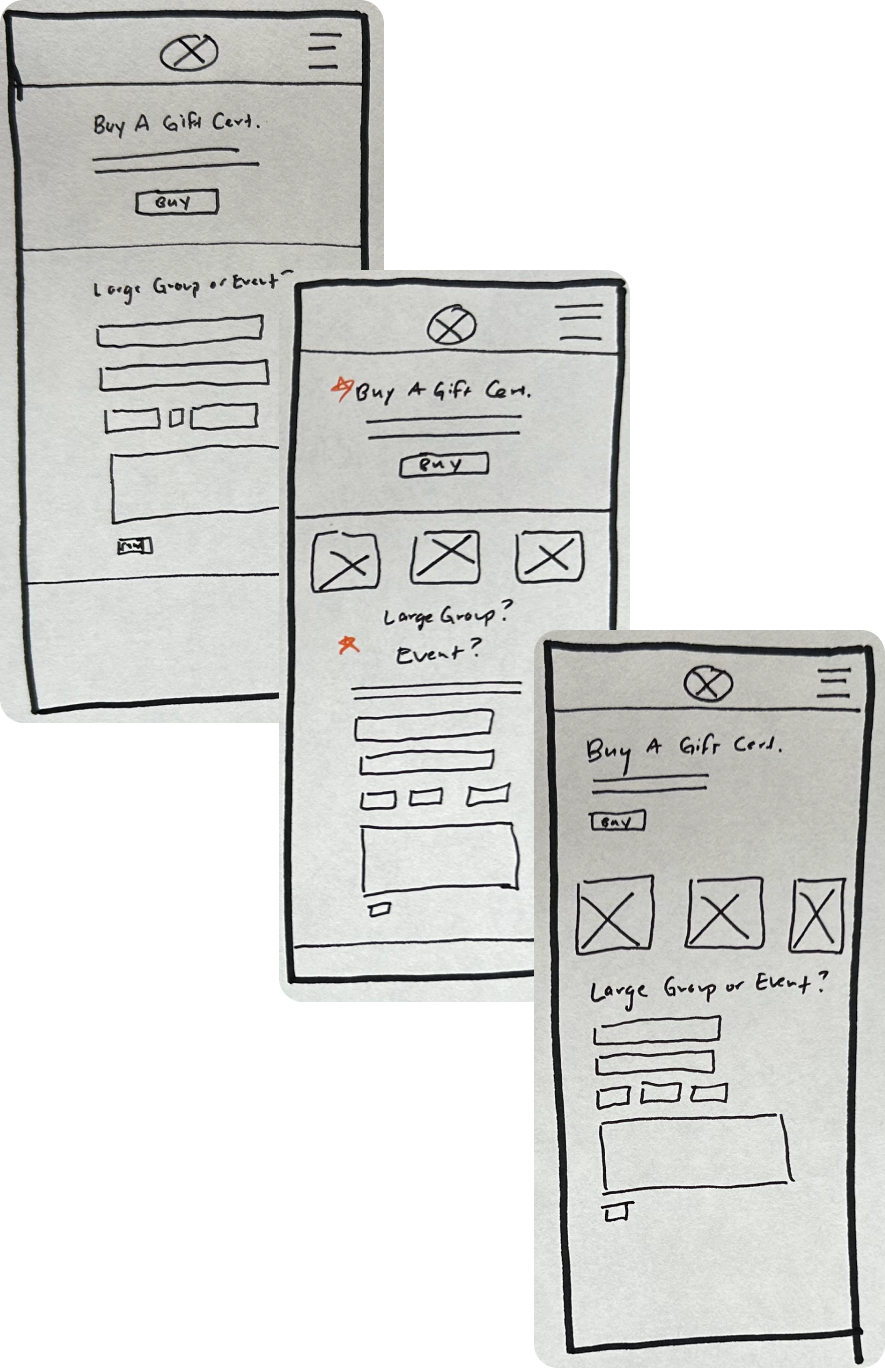 Buy A Gift Cert.
Buy
Large Group or Event?
Buy A Gift Cert.
Buy
Large Group?
Event?
Buy A Gift Cert.
Buy
Large Group or Event?